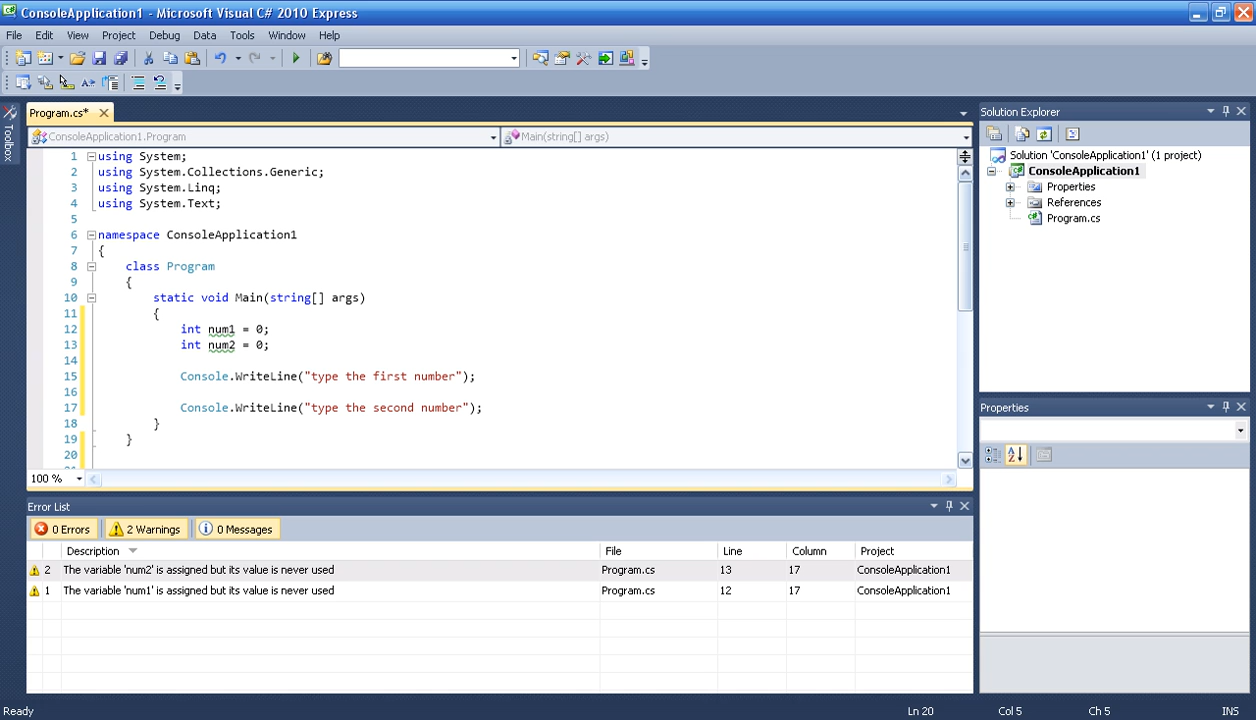 ConsoleApplication1 - Microsoft Visual C# 2010 Express
File Edit View Project Debug Data Tools Window Help
Program.cs*
Toolbox
ConsoleApplication1.Program
Main(string[] args)
1 using System;
2 using System.Collections.Generic;
3 using System.Linq;
4 using System.Text;
5
6 namespace ConsoleApplication1
7 {
8 class Program
9 {
10 static void Main(string[] args)
11 {
12 int num1 = 0;
13 int num2 = 0;
14
15 Console.WriteLine("type the first number");
16
17 Console.WriteLine("type the second number");
18 }
19 }
20
100 %
Solution Explorer
Solution 'ConsoleApplication1' (1 project)
ConsoleApplication1
Properties
References
Program.cs
Properties
Error List
0 Errors 2 Warnings 0 Messages
Description File Line Column Project
2 The variable 'num2' is assigned but its value is never used Program.cs 13 17 ConsoleApplication1
1 The variable 'num1' is assigned but its value is never used Program.cs 12 17 ConsoleApplication1
Ready Ln 20 Col 5 Ch 5 INS